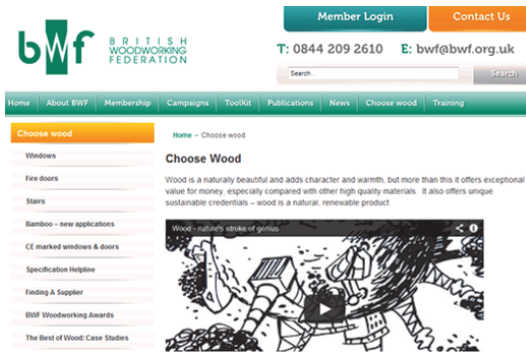 Member Login
Contact Us
bwf
BRITISH
WOODWORKING
FEDERATION
T: 0844 209 2610 E: bwf@bwf.org.uk
Search..
Search
Home About BWF Membership Campaigns ToolKit Publications News Choose wood Training
Choose wood
Windows
Fire doors
Stairs
Bamboo – new applications
CE marked windows & doors
Specification Helpline
Finding A Supplier
BWF Woodworking Awards
The Best of Wood: Case Studies
Home – Choose wood
Choose Wood
Wood is a naturally beautiful and adds character and warmth, but more than this it offers exceptional
value for money, especially compared with other high quality materials. It also offers unique
sustainable credentials – wood is a natural, renewable product
Wood - nature's stroke of genius